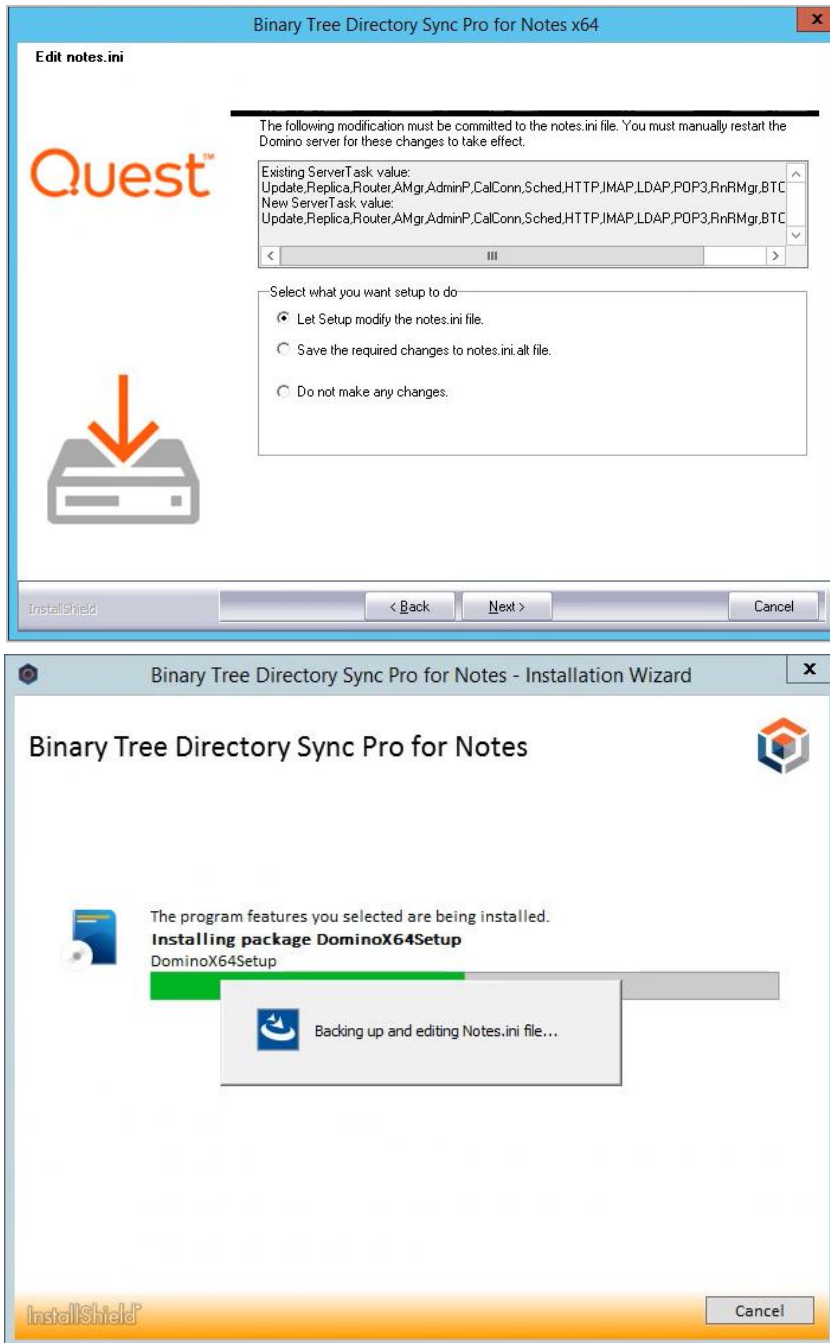 Binary Tree Directory Sync Pro for Notes x64
x
Edit notes.ini
Quest™
The following modification must be committed to the notes.ini file. You must manually restart the
Domino server for these changes to take effect.
Existing ServerTask value:
Update,Replica,Router,AMgr,AdminP,CalConn,Sched,HTTP,IMAP,LDAP,POP3,RnRMgr,BTC
New ServerTask value:
Update,Replica,Router,AMgr,AdminP,CalConn,Sched,HTTP,IMAP,LDAP,POP3,RnRMgr,BTC
Select what you want setup to do
Let Setup modify the notes.ini file.
Save the required changes to notes.ini.alt file.
Do not make any changes.
InstallShield
< Back
Next >
Cancel
Binary Tree Directory Sync Pro for Notes - Installation Wizard
x
Binary Tree Directory Sync Pro for Notes
The program features you selected are being installed.
Installing package DominoX64Setup
DominoX64Setup
Backing up and editing Notes.ini file...
InstallShield®
Cancel